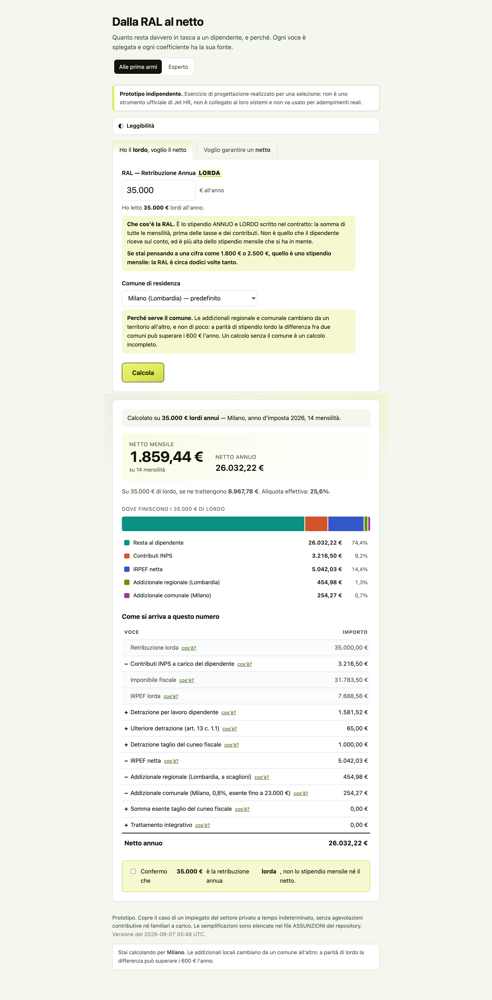 Dalla RAL al netto
Quanto resta davvero in tasca a un dipendente, e perché. Ogni voce è
spiegata e ogni coefficiente ha la sua fonte.
Alle prime armi Esperto
Prototipo indipendente. Esercizio di progettazione realizzato per una selezione: non è uno
strumento ufficiale di Jet HR, non è collegato ai loro sistemi e non va usato per adempimenti reali.
Leggibilità
Ho il lordo, voglio il netto Voglio garantire un netto
RAL — Retribuzione Annua LORDA
35.000 € all'anno
Ho letto 35.000 € lordi all'anno.
Che cos'è la RAL. È lo stipendio ANNUO e LORDO scritto nel contratto: la somma di
tutte le mensilità, prima delle tasse e dei contributi. Non è quello che il dipendente
riceve sul conto, ed è più alta dello stipendio mensile che si ha in mente.
Se stai pensando a una cifra come 1.800 € o 2.500 €, quello è uno stipendio
mensile: la RAL è circa dodici volte tanto.
Comune di residenza
Milano (Lombardia) — predefinito
Perché serve il comune. Le addizionali regionale e comunale cambiano da un
territorio all'altro, e non di poco: a parità di stipendio lordo la differenza fra due
comuni può superare i 600 € l'anno. Un calcolo senza il comune è un calcolo
incompleto.
Calcola
Calcolato su 35.000 € lordi annui — Milano, anno d'imposta 2026, 14 mensilità.
NETTO MENSILE
1.859,44 €
su 14 mensilità
NETTO ANNUO
26.032,22 €
Su 35.000 € di lordo, se ne trattengono 8.967,78 €. Aliquota effettiva: 25,6%.
DOVE FINISCONO I 35.000 € DI LORDO
Resta al dipendente 26.032,22 € 74,4%
Contributi INPS 3.216,50 € 9,2%
IRPEF netta 5.042,03 € 14,4%
Addizionale regionale (Lombardia) 454,98 € 1,3%
Addizionale comunale (Milano) 254,27 € 0,7%
Come si arriva a questo numero
VOCE IMPORTO
Retribuzione lorda cos'è? 35.000,00 €
− Contributi INPS a carico del dipendente cos'è? 3.216,50 €
Imponibile fiscale cos'è? 31.783,50 €
IRPEF lorda cos'è? 7.688,56 €
+ Detrazione per lavoro dipendente cos'è? 1.581,52 €
+ Ulteriore detrazione (art. 13 c. 1.1) cos'è? 65,00 €
+ Detrazione taglio del cuneo fiscale cos'è? 1.000,00 €
− IRPEF netta cos'è? 5.042,03 €
− Addizionale regionale (Lombardia, a scaglioni) cos'è? 454,98 €
− Addizionale comunale (Milano, 0,8%, esente fino a 23.000 €) cos'è? 254,27 €
+ Somma esente taglio del cuneo fiscale cos'è? 0,00 €
+ Trattamento integrativo cos'è? 0,00 €
Netto annuo 26.032,22 €
Confermo che 35.000 € è la retribuzione annua lorda , non lo stipendio mensile né il netto.
Prototipo. Copre il caso di un impiegato del settore privato a tempo indeterminato, senza agevolazioni
contributive né familiari a carico. Le semplificazioni sono elencate nel file ASSUNZIONI del repository.
Versione del 2026-08-07 05:48 UTC.
Stai calcolando per Milano. Le addizionali locali cambiano da un comune all'altro: a parità di lordo la
differenza può superare i 600 € l'anno.